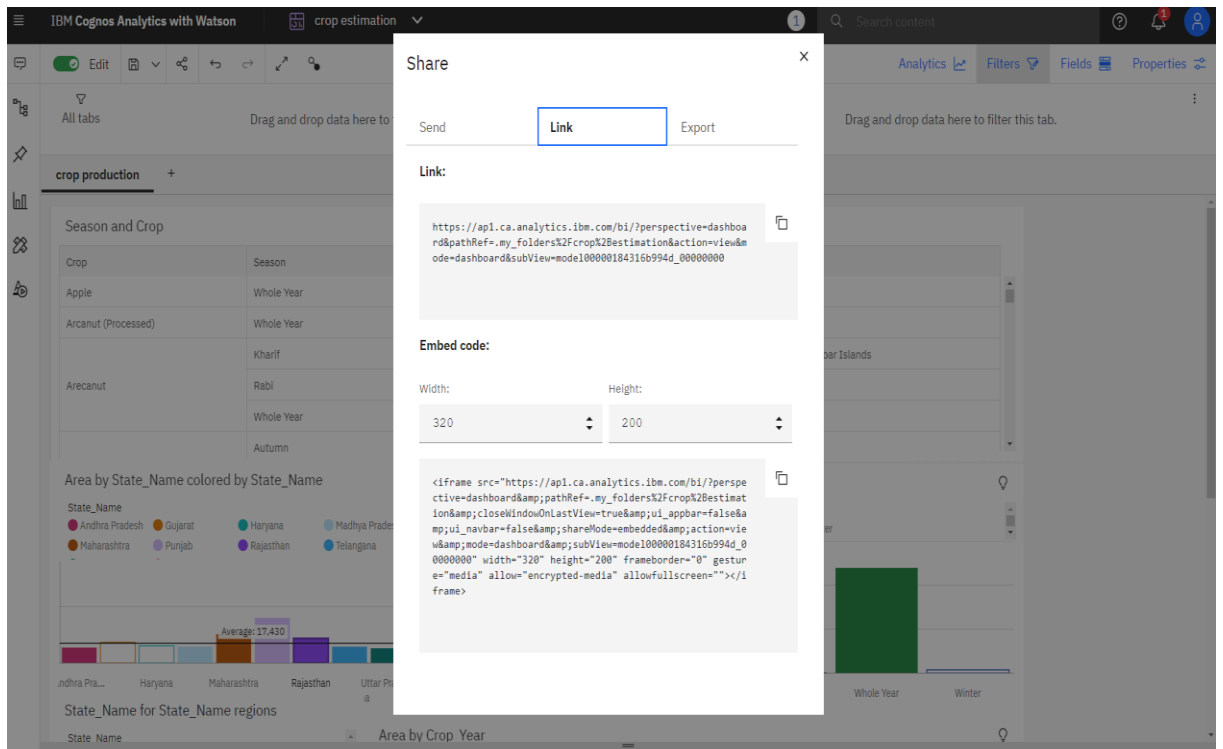 IBM Cognos Analytics with Watson
crop estimation
1
Search content
1
Edit
Analytics
Filters
Fields
Properties
All tabs
Drag and drop data here to
Drag and drop data here to filter this tab.
crop production
+
Season and Crop
Crop
Season
Apple
Whole Year
Arcanut (Processed)
Whole Year
Arecanut
Kharif
bar Islands
Rabi
Whole Year
Autumn
Area by State_Name colored by State_Name
State_Name
Andhra Pradesh
Gujarat
Haryana
Madhya Prades
Maharashtra
Punjab
Rajasthan
Telangana
Average: 17,430
ndhra Pra...
Haryana
Maharashtra
Rajasthan
Uttar Pra
a
er
Whole Year
Winter
State_Name for State_Name regions
State_Name
Area by Crop_Year
Share
X
Send
Link
Export
Link:
https://ap1.ca.analytics.ibm.com/bi/?perspective=dashboa
rd&pathRef=.my_folders%2Fcrop%2Bestimation&action=view&m
ode=dashboard&subView=model00000184316b994d_00000000
Embed code:
Width:
Height:
320
200
<iframe src="https://ap1.ca.analytics.ibm.com/bi/?perspe
ctive=dashboard&amp;pathRef=.my_folders%2Fcrop%2Bestimat
ion&amp;closeWindowOnLastView=true&amp;ui_appbar=false&a
mp;ui_navbar=false&amp;shareMode=embedded&amp;action=vie
w&amp;mode=dashboard&amp;subView=model00000184316b994d_0
0000000" width="320" height="200" frameborder="0" gestur
e="media" allow="encrypted-media" allowfullscreen=""></i
frame>